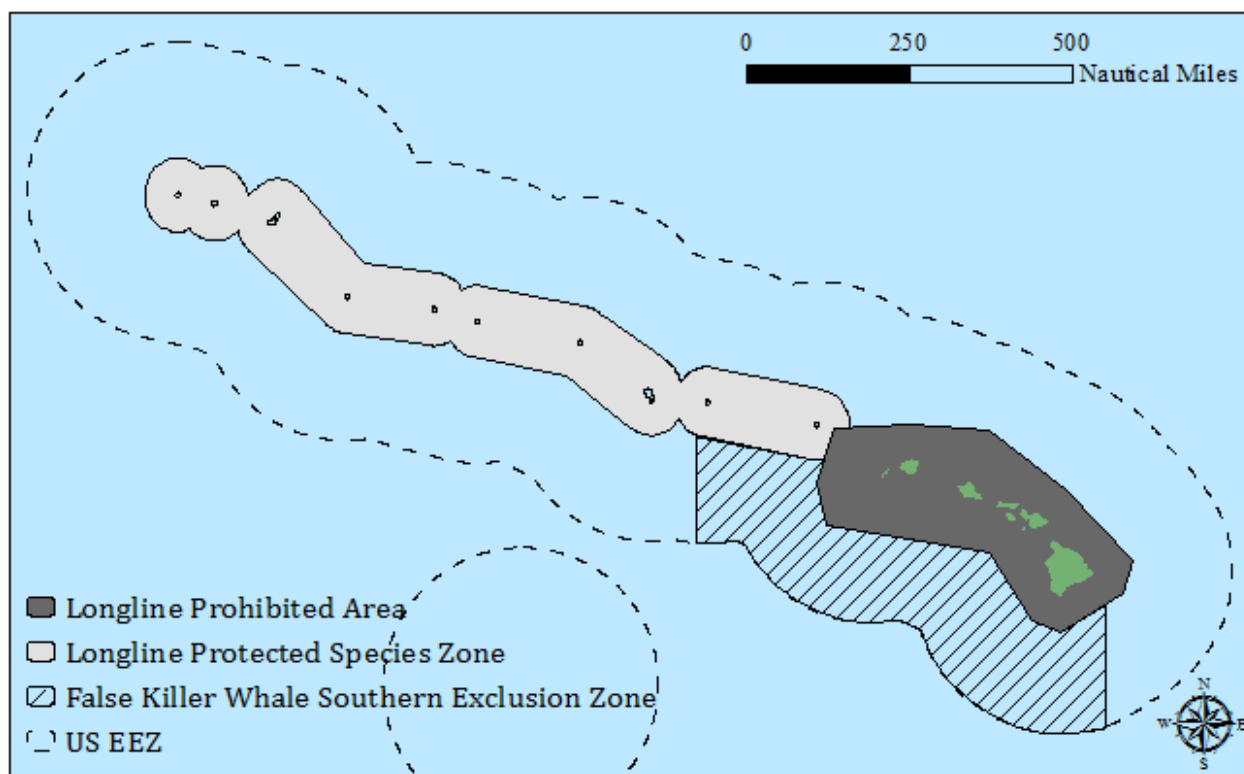 0 250 500
Nautical Miles
Longline Prohibited Area
Longline Protected Species Zone
False Killer Whale Southern Exclusion Zone
US EEZ
N
W E
S